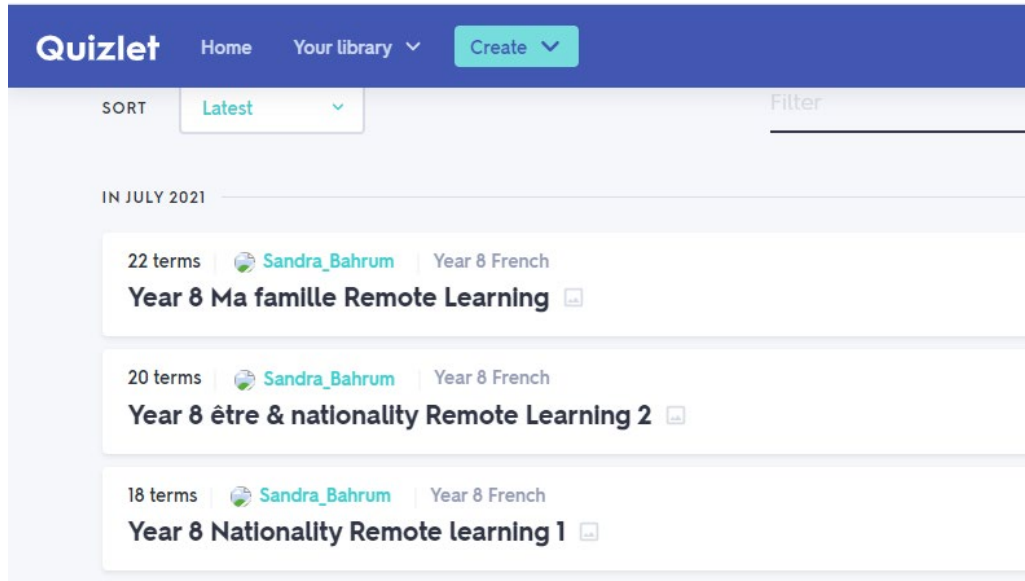 Quizlet Home Your library Create
SORT Latest Filter
IN JULY 2021
22 terms Sandra_Bahrum Year 8 French
Year 8 Ma famille Remote Learning
20 terms Sandra_Bahrum Year 8 French
Year 8 être & nationality Remote Learning 2
18 terms Sandra_Bahrum Year 8 French
Year 8 Nationality Remote learning 1